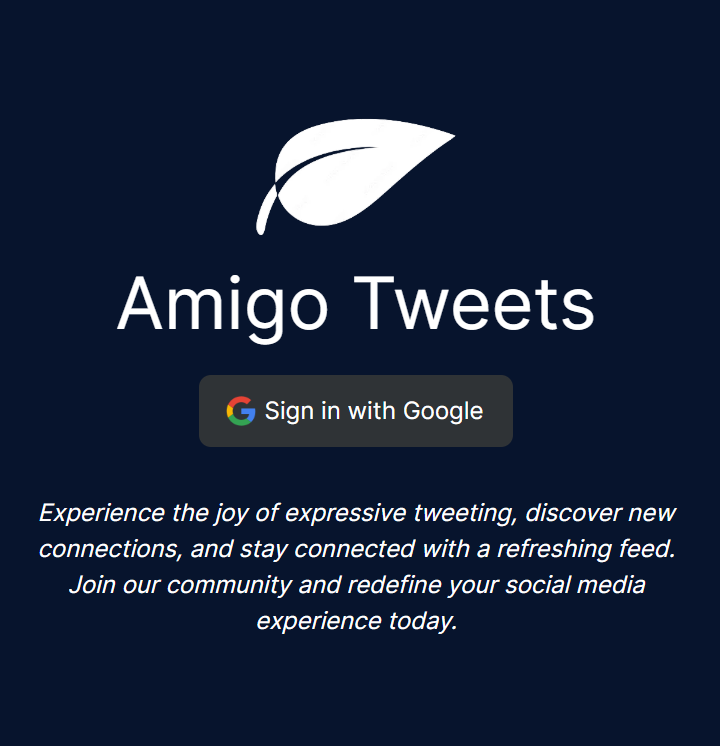 Amigo Tweets
Sign in with Google
Experience the joy of expressive tweeting, discover new
connections, and stay connected with a refreshing feed.
Join our community and redefine your social media
experience today.